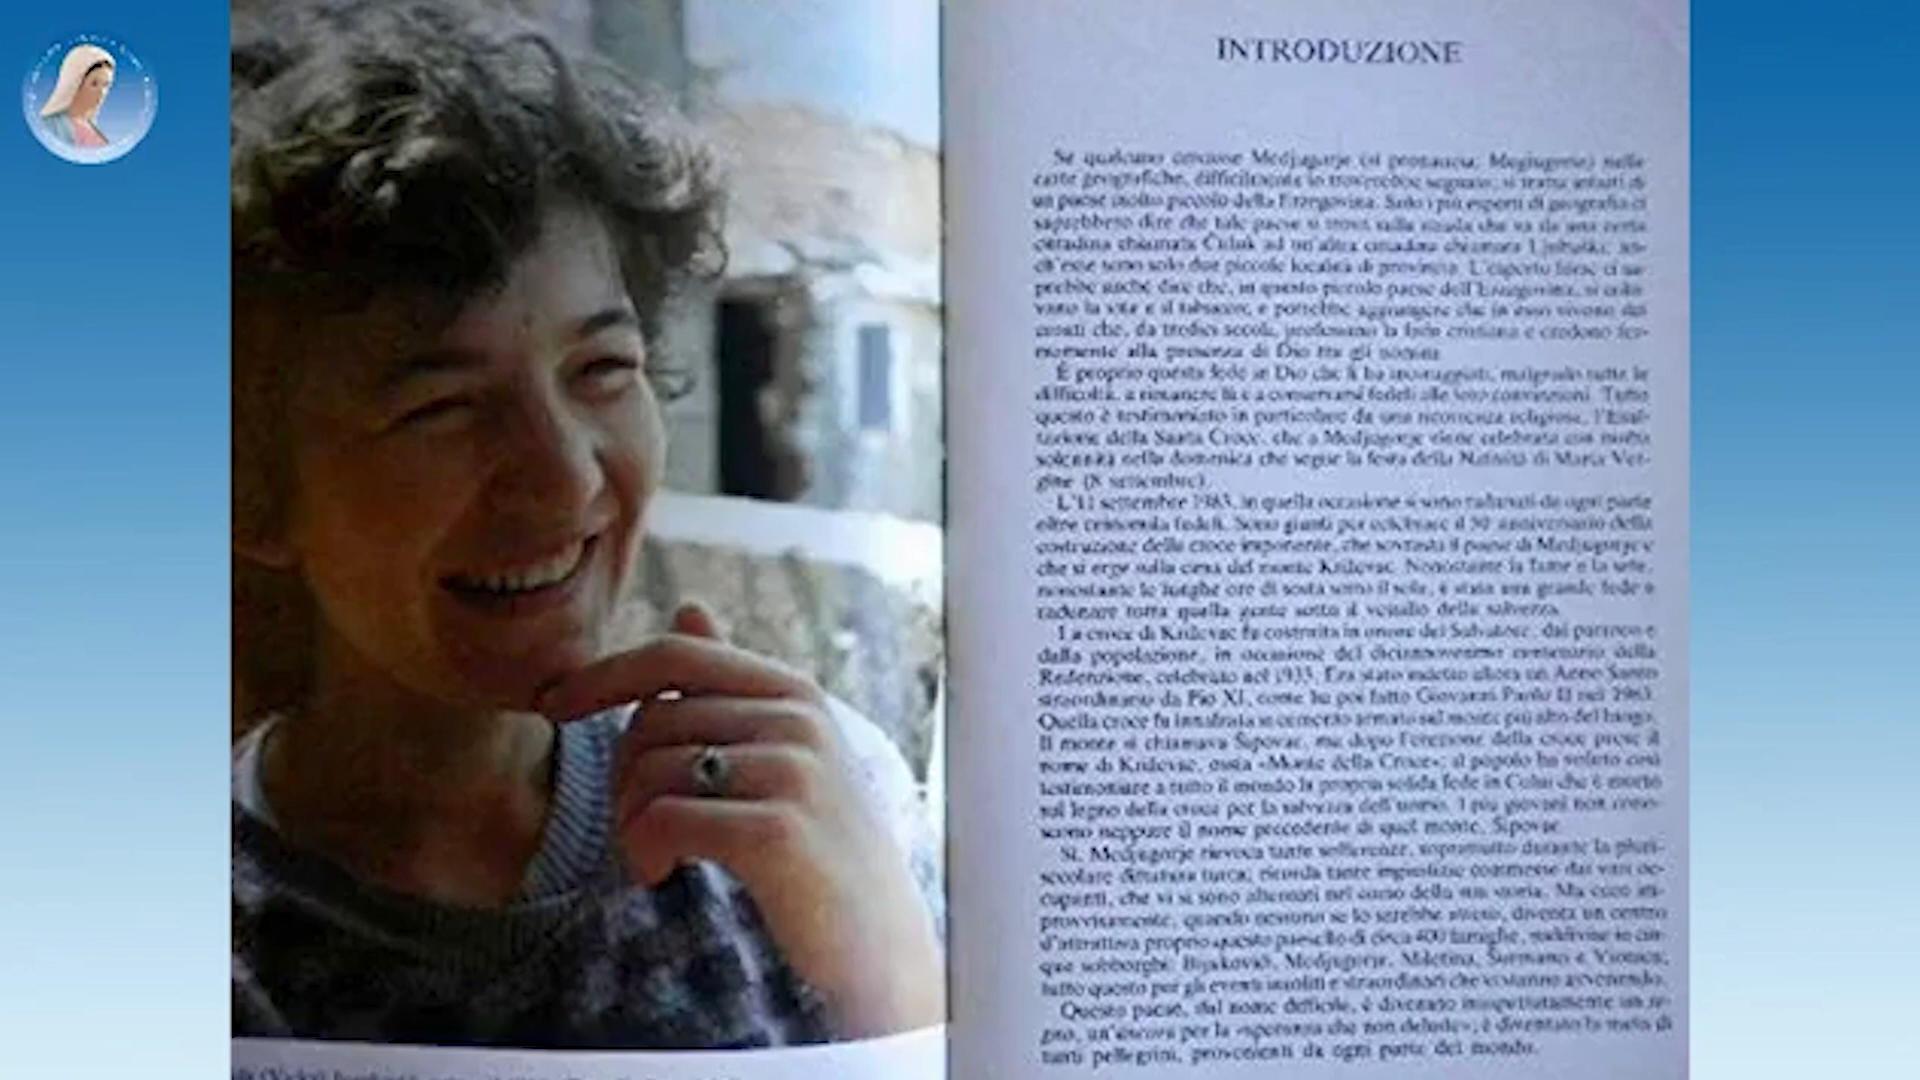 INTRODUZIONE
Se qualcuno cercasse Medjugorje (si pronuncia: Megiugorie) nelle
carte geografiche, difficilmente lo troverebbe segnato; si tratta infatti di
un paese molto piccolo della Erzegovina. Solo i più esperti di geografia ci
saprebbero dire che tale paese si trova sulla strada che va da una certa
cittadina chiamata Čitluk ad un'altra cittadina chiamata Ljubuški; an-
ch'esse sono solo due piccole località di provincia. L'esperto forse ci sa-
prebbe anche dire che, in questo piccolo paese dell'Erzegovina, si colti-
vano la vite e il tabacco; e potrebbe aggiungere che in esso vivono dei
croati che, da tredici secoli, professano la fede cristiana e credono fer-
mamente alla presenza di Dio tra gli uomini.
È proprio questa fede in Dio che li ha incoraggiati, malgrado tutte le
difficoltà, a rimanere lì e a conservarsi fedeli alle loro convinzioni. Tutto
questo è testimoniato in particolare da una ricorrenza religiosa, l'Esal-
tazione della Santa Croce, che a Medjugorje viene celebrata con molta
solennità nella domenica che segue la festa della Natività di Maria Ver-
gine (8 settembre).
L'11 settembre 1983, in quella occasione si sono radunati da ogni parte
oltre centomila fedeli. Sono giunti per celebrare il 50° anniversario della
costruzione della croce imponente, che sovrasta il paese di Medjugorje e
che si erge sulla cima del monte Križevac. Nonostante la fame e la sete,
nonostante le lunghe ore di sosta sotto il sole, è stata una grande fede a
radunare tutta quella gente sotto il vessillo della salvezza.
La croce di Križevac fu costruita in onore del Salvatore, dal parroco e
dalla popolazione, in occasione del diciannovesimo centenario della
Redenzione, celebrato nel 1933. Era stato indetto allora un Anno Santo
straordinario da Pio XI, come ha poi fatto Giovanni Paolo II nel 1983.
Quella croce fu innalzata in cemento armato sul monte più alto del luogo.
Il monte si chiamava Šipovac, ma dopo l'erezione della croce prese il
nome di Križevac, ossia «Monte della Croce»; il popolo ha voluto così
testimoniare a tutto il mondo la propria solida fede in Colui che è morto
sul legno della croce per la salvezza dell'uomo. I più giovani non cono-
scono neppure il nome precedente di quel monte, Šipovac.
Sì, Medjugorje rievoca tante sofferenze, soprattutto durante la pluri-
secolare dittatura turca; ricorda tante ingiustizie commesse dai vari oc-
cupanti, che vi si sono alternati nel corso della sua storia. Ma ecco im-
provvisamente, quando nessuno se lo sarebbe atteso, diventa un centro
d'attrattiva proprio questo paesello di circa 400 famiglie, suddivise in cin-
que sobborghi: Bijakovići, Medjugorje, Miletina, Šurmanci e Vionica;
tutto questo per gli eventi insoliti e straordinari che vi stanno avvenendo.
Questo paese, dal nome difficile, è divenuto inaspettatamente un se-
gno, un'ancora per la «speranza che non delude»; è diventato la meta di
tanti pellegrini, provenienti da ogni parte del mondo.